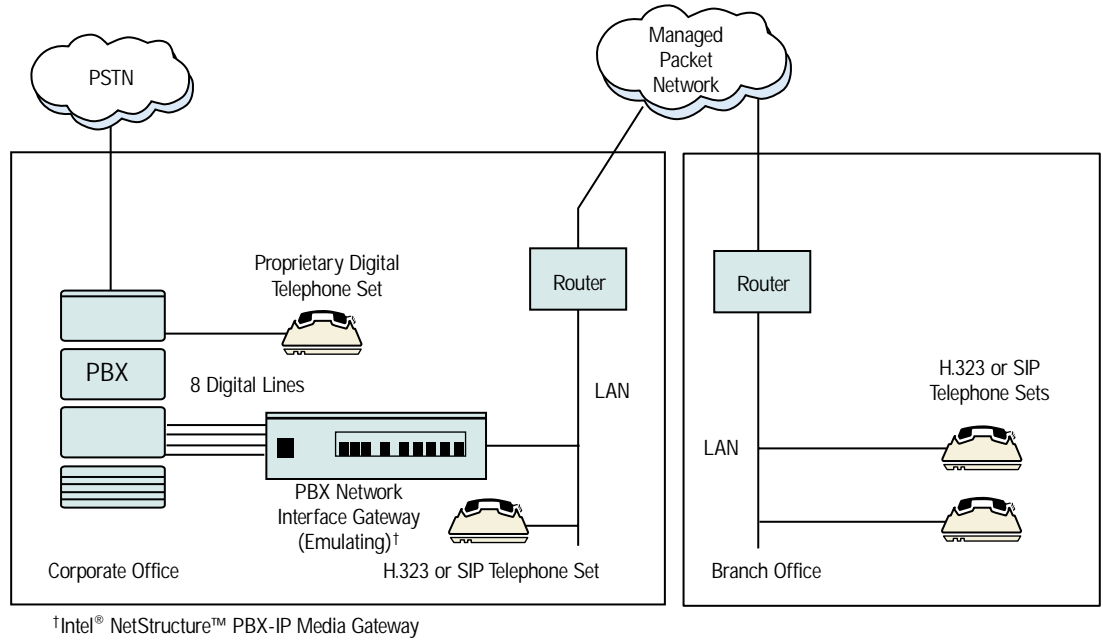 PSTN
Managed
Packet
Network
Proprietary Digital
Telephone Set
Router
Router
PBX
8 Digital Lines
LAN
H.323 or SIP
Telephone Sets
LAN
PBX Network
Interface Gateway
(Emulating)†
Corporate Office
H.323 or SIP Telephone Set
Branch Office
†Intel® NetStructure™ PBX-IP Media Gateway